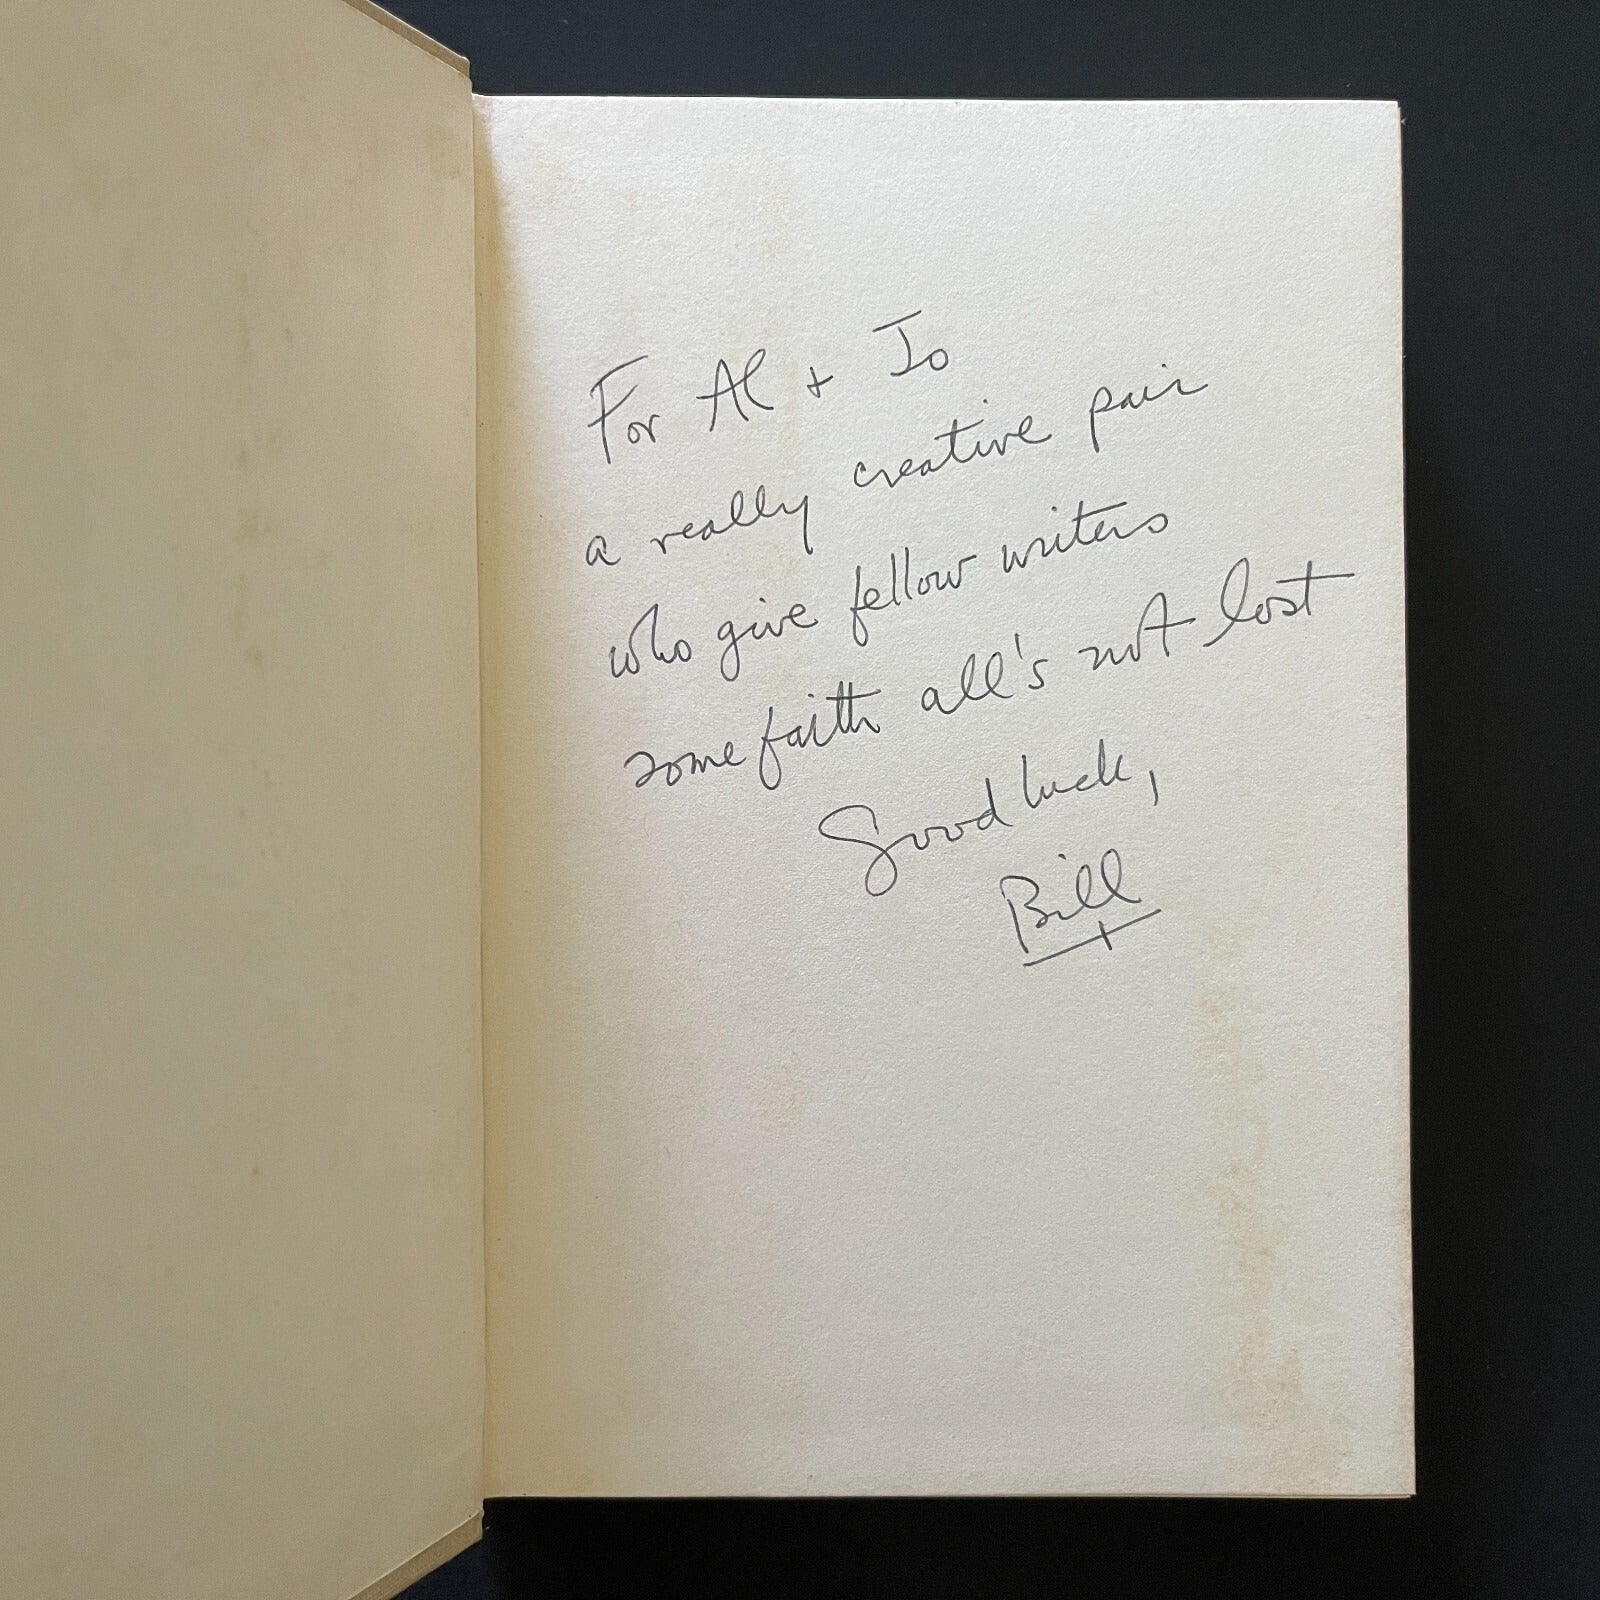 For Al + Jo
a really creative pair
who give fellow writers
some faith all's not lost
Good luck,
Bill